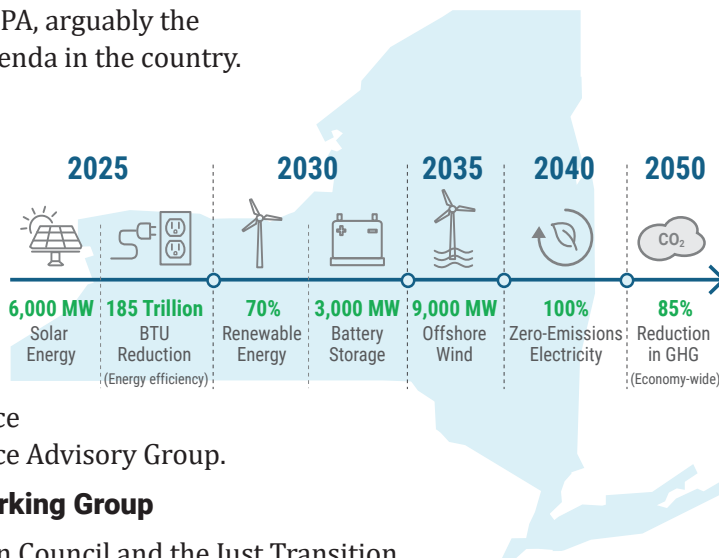 PA, arguably the
enda in the country.
2025 2030 2035 2040 2050
CO₂
6,000 MW 185 Trillion 70% 3,000 MW 9,000 MW 100% 85%
Solar BTU Renewable Battery Offshore Zero-Emissions Reduction
Energy Reduction Energy Storage Wind Electricity in GHG
(Energy efficiency) (Economy-wide)
ce
ce Advisory Group.
rking Group
n Council and the Just Transition